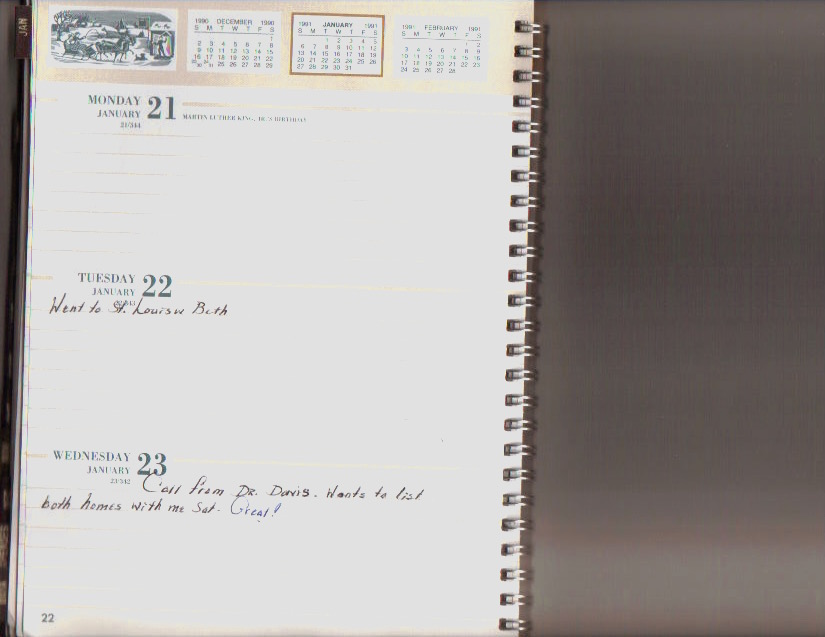 JAN
1990 DECEMBER 1990
S M T W T F S
1
2 3 4 5 6 7 8
9 10 11 12 13 14 15
16 17 18 19 20 21 22
23/30 24/31 25 26 27 28 29
1991 JANUARY 1991
S M T W T F S
1 2 3 4 5
6 7 8 9 10 11 12
13 14 15 16 17 18 19
20 21 22 23 24 25 26
27 28 29 30 31
1991 FEBRUARY 1991
S M T W T F S
1 2
3 4 5 6 7 8 9
10 11 12 13 14 15 16
17 18 19 20 21 22 23
24 25 26 27 28
MONDAY
JANUARY 21
21/344
MARTIN LUTHER KING, JR.'S BIRTHDAY
TUESDAY
JANUARY 22
22/343
Went to St. Louis w Beth
WEDNESDAY
JANUARY 23
23/342
Call from Dr. Davis. Wants to list
both homes with me Sat. Great!
22